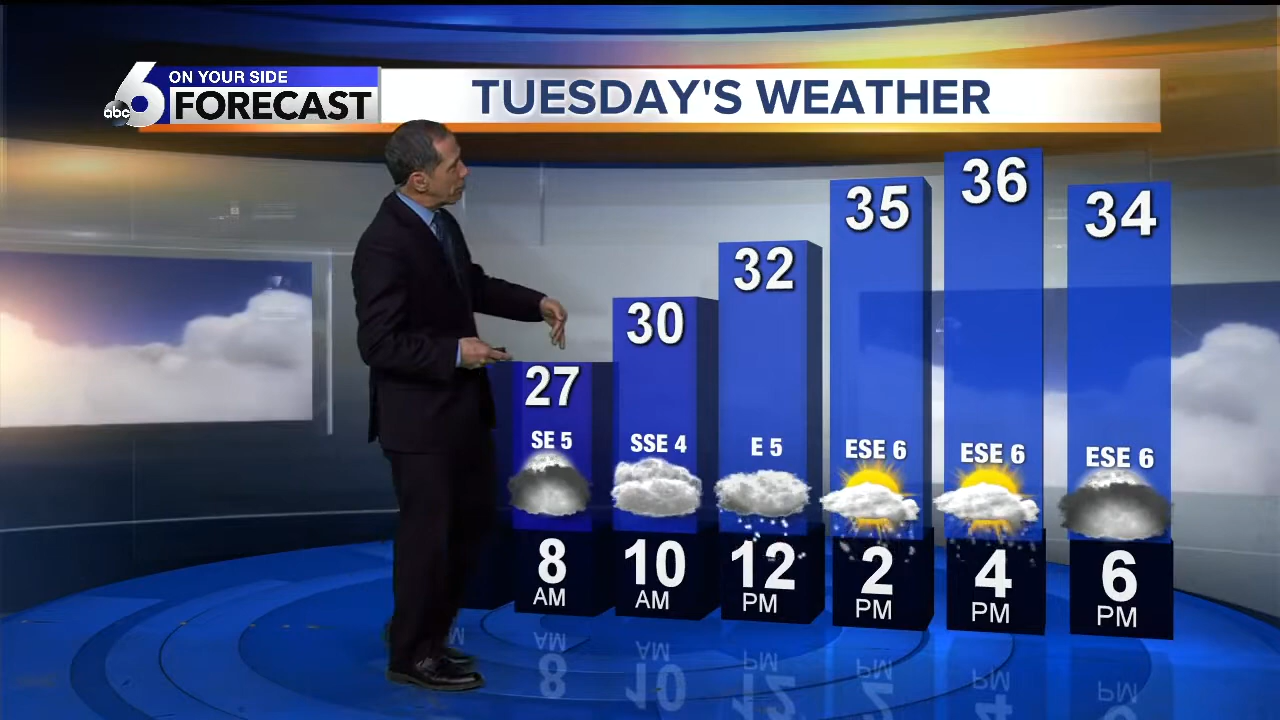 abc 6
ON YOUR SIDE
FORECAST
TUESDAY'S WEATHER
27
SE 5
8
AM
30
SSE 4
10
AM
32
E 5
12
PM
35
ESE 6
2
PM
36
ESE 6
4
PM
34
ESE 6
6
PM